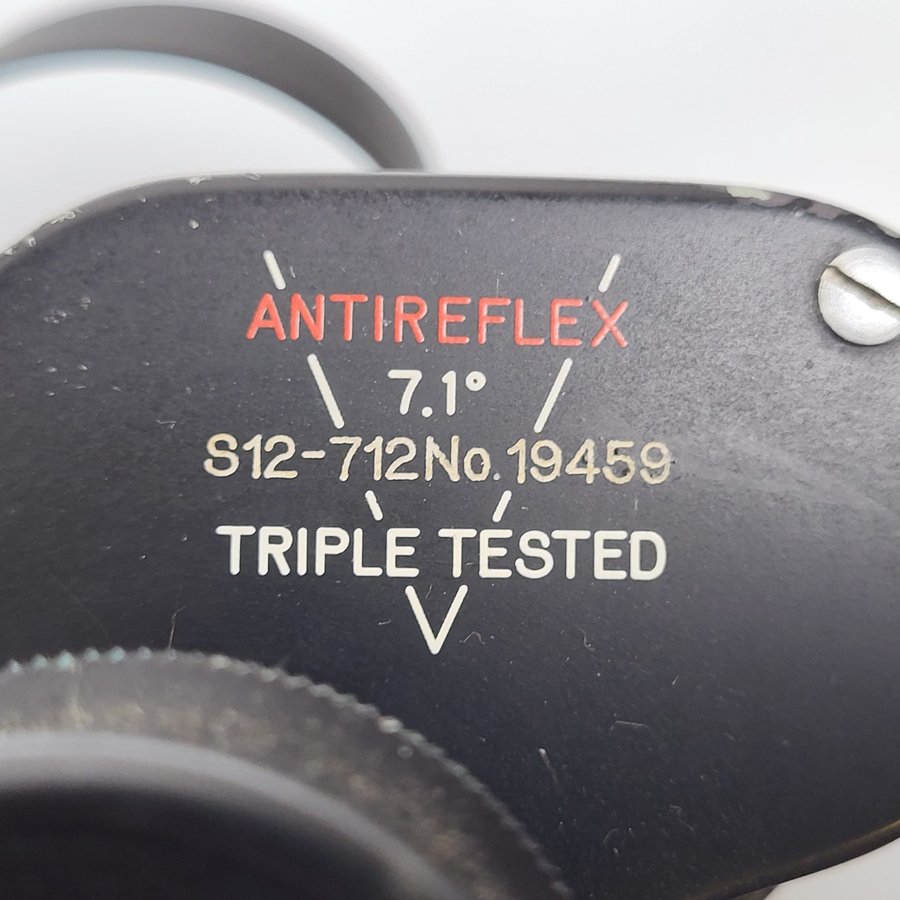 ANTIREFLEX
7.1°
S12-712No.19459
TRIPLE TESTED